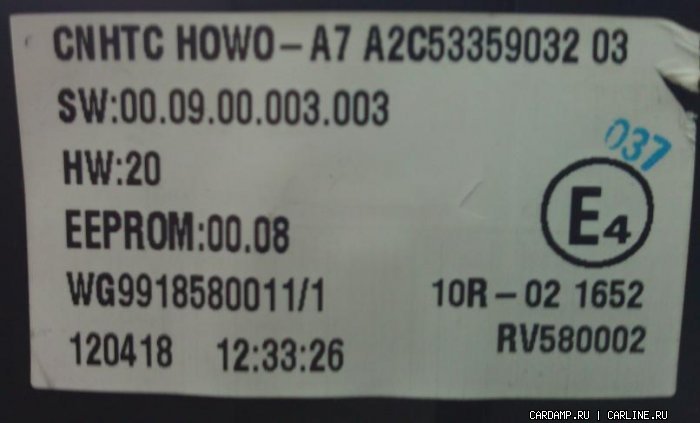 CNHTC HOWO-A7 A2C53359032 03
SW:00.09.00.003.003
037
HW:20
E4
EEPROM:00.08
WG9918580011/1 10R-02 1652
120418 12:33:26 RV580002
CARDAMP.RU | CARLINE.RU